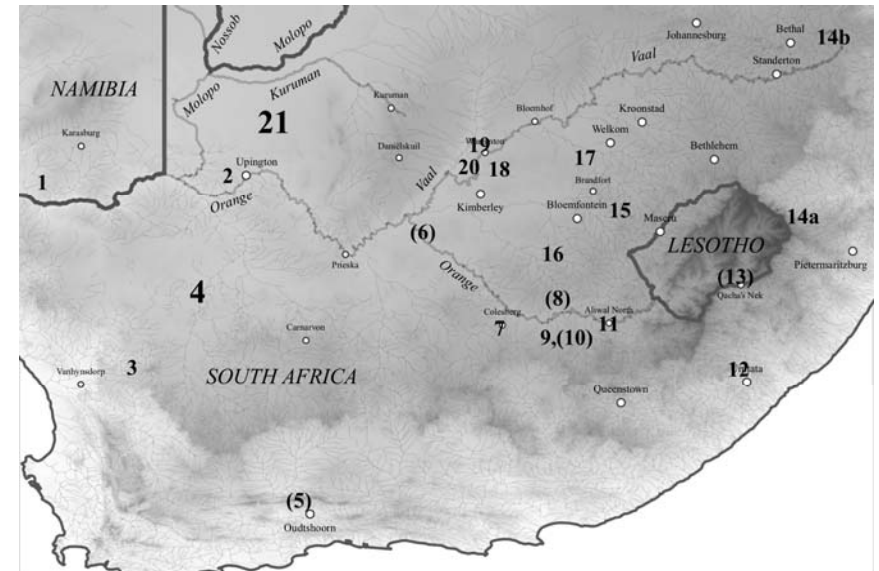 Nossob
Molopo
Johannesburg
Bethal
14b
Vaal
Standerton
NAMIBIA
Molopo
Kuruman
Kuruman
21
Bloemhof
Kroonstad
Karasburg
Daniëlskuil
19
Welkom
17
Bethlehem
1
2
Upington
Vaal
20
18
Orange
Kimberley
Brandfort
Bloemfontein
15
Maseru
14a
(6)
LESOTHO
Prieska
Orange
16
(13)
Pietermaritzburg
Qacha's Nek
4
(8)
Colesberg
Aliwal North
7
11
Carnarvon
9,(10)
3
Vanhynsdorp
SOUTH AFRICA
12
Queenstown
(5)
Oudtshoorn